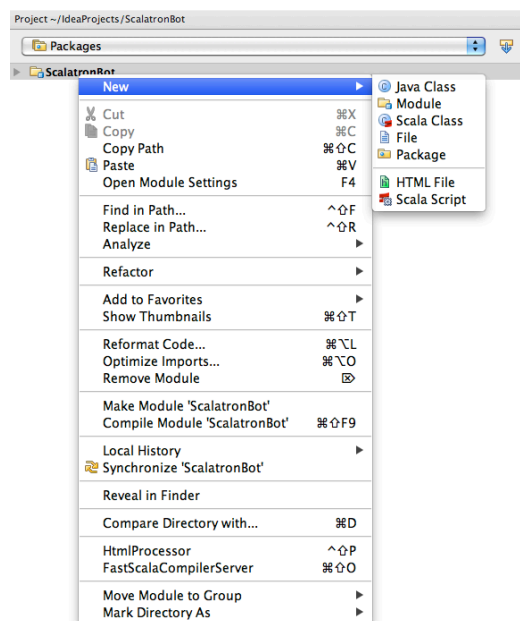 Project ~/IdeaProjects/ScalatronBot
Packages
ScalatronBot
New
Cut ⌘X
Copy ⌘C
Copy Path ⌘⇧C
Paste ⌘V
Open Module Settings F4
Find in Path... ^⇧F
Replace in Path... ^⇧R
Analyze
Refactor
Add to Favorites
Show Thumbnails ⌘⇧T
Reformat Code... ⌘⌥L
Optimize Imports... ⌘⌥O
Remove Module ⌦
Make Module 'ScalatronBot'
Compile Module 'ScalatronBot' ⌘⇧F9
Local History
Synchronize 'ScalatronBot'
Reveal in Finder
Compare Directory with... ⌘D
HtmlProcessor ^⇧P
FastScalaCompilerServer ⌘⇧O
Move Module to Group
Mark Directory As
Java Class
Module
Scala Class
File
Package
HTML File
Scala Script